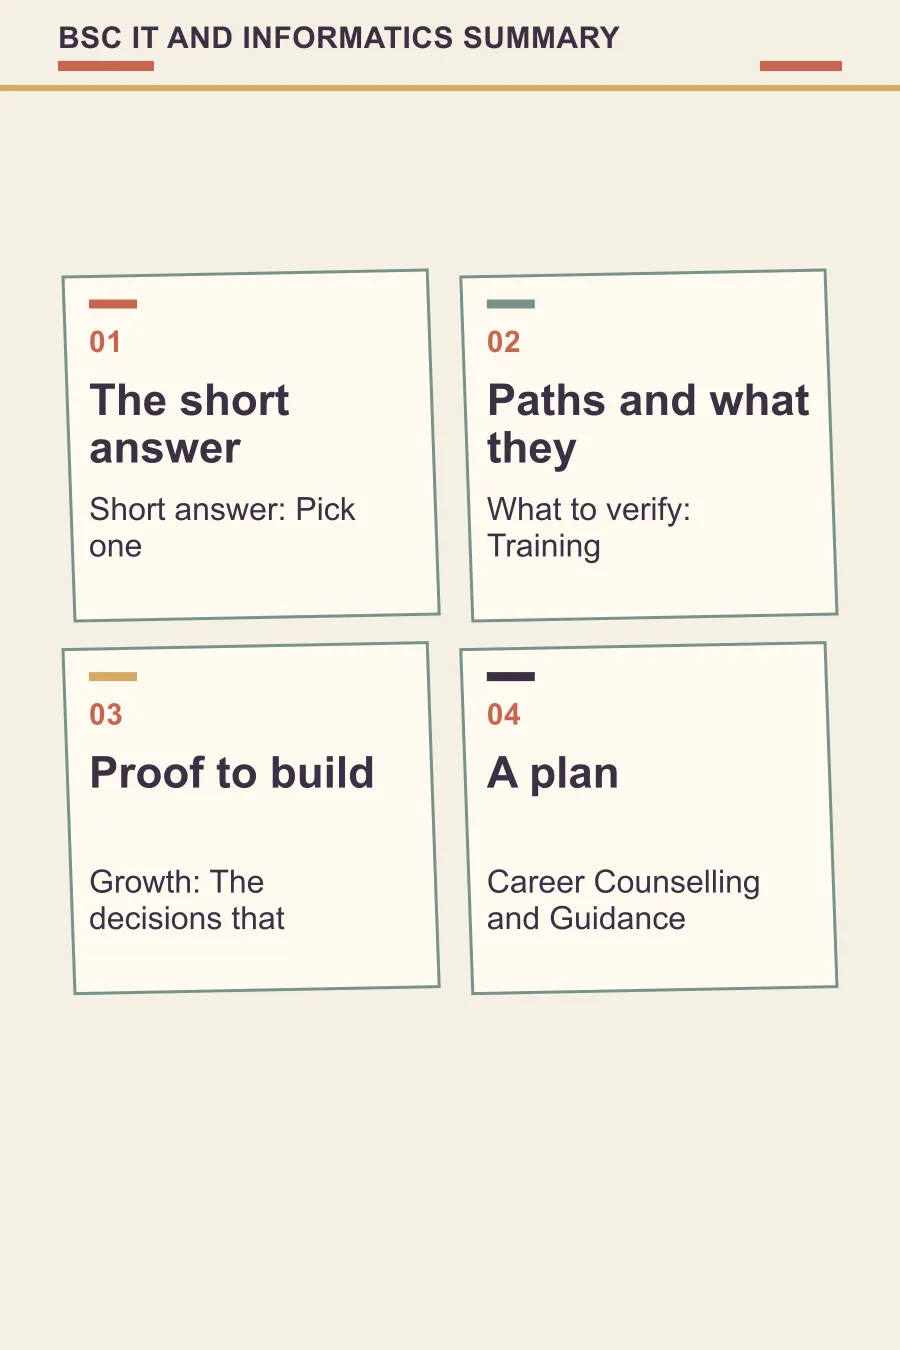 BSC IT AND INFORMATICS SUMMARY
01
The short
answer
Short answer: Pick
one
02
Paths and what
they
What to verify:
Training
03
Proof to build
Growth: The
decisions that
04
A plan
Career Counselling
and Guidance